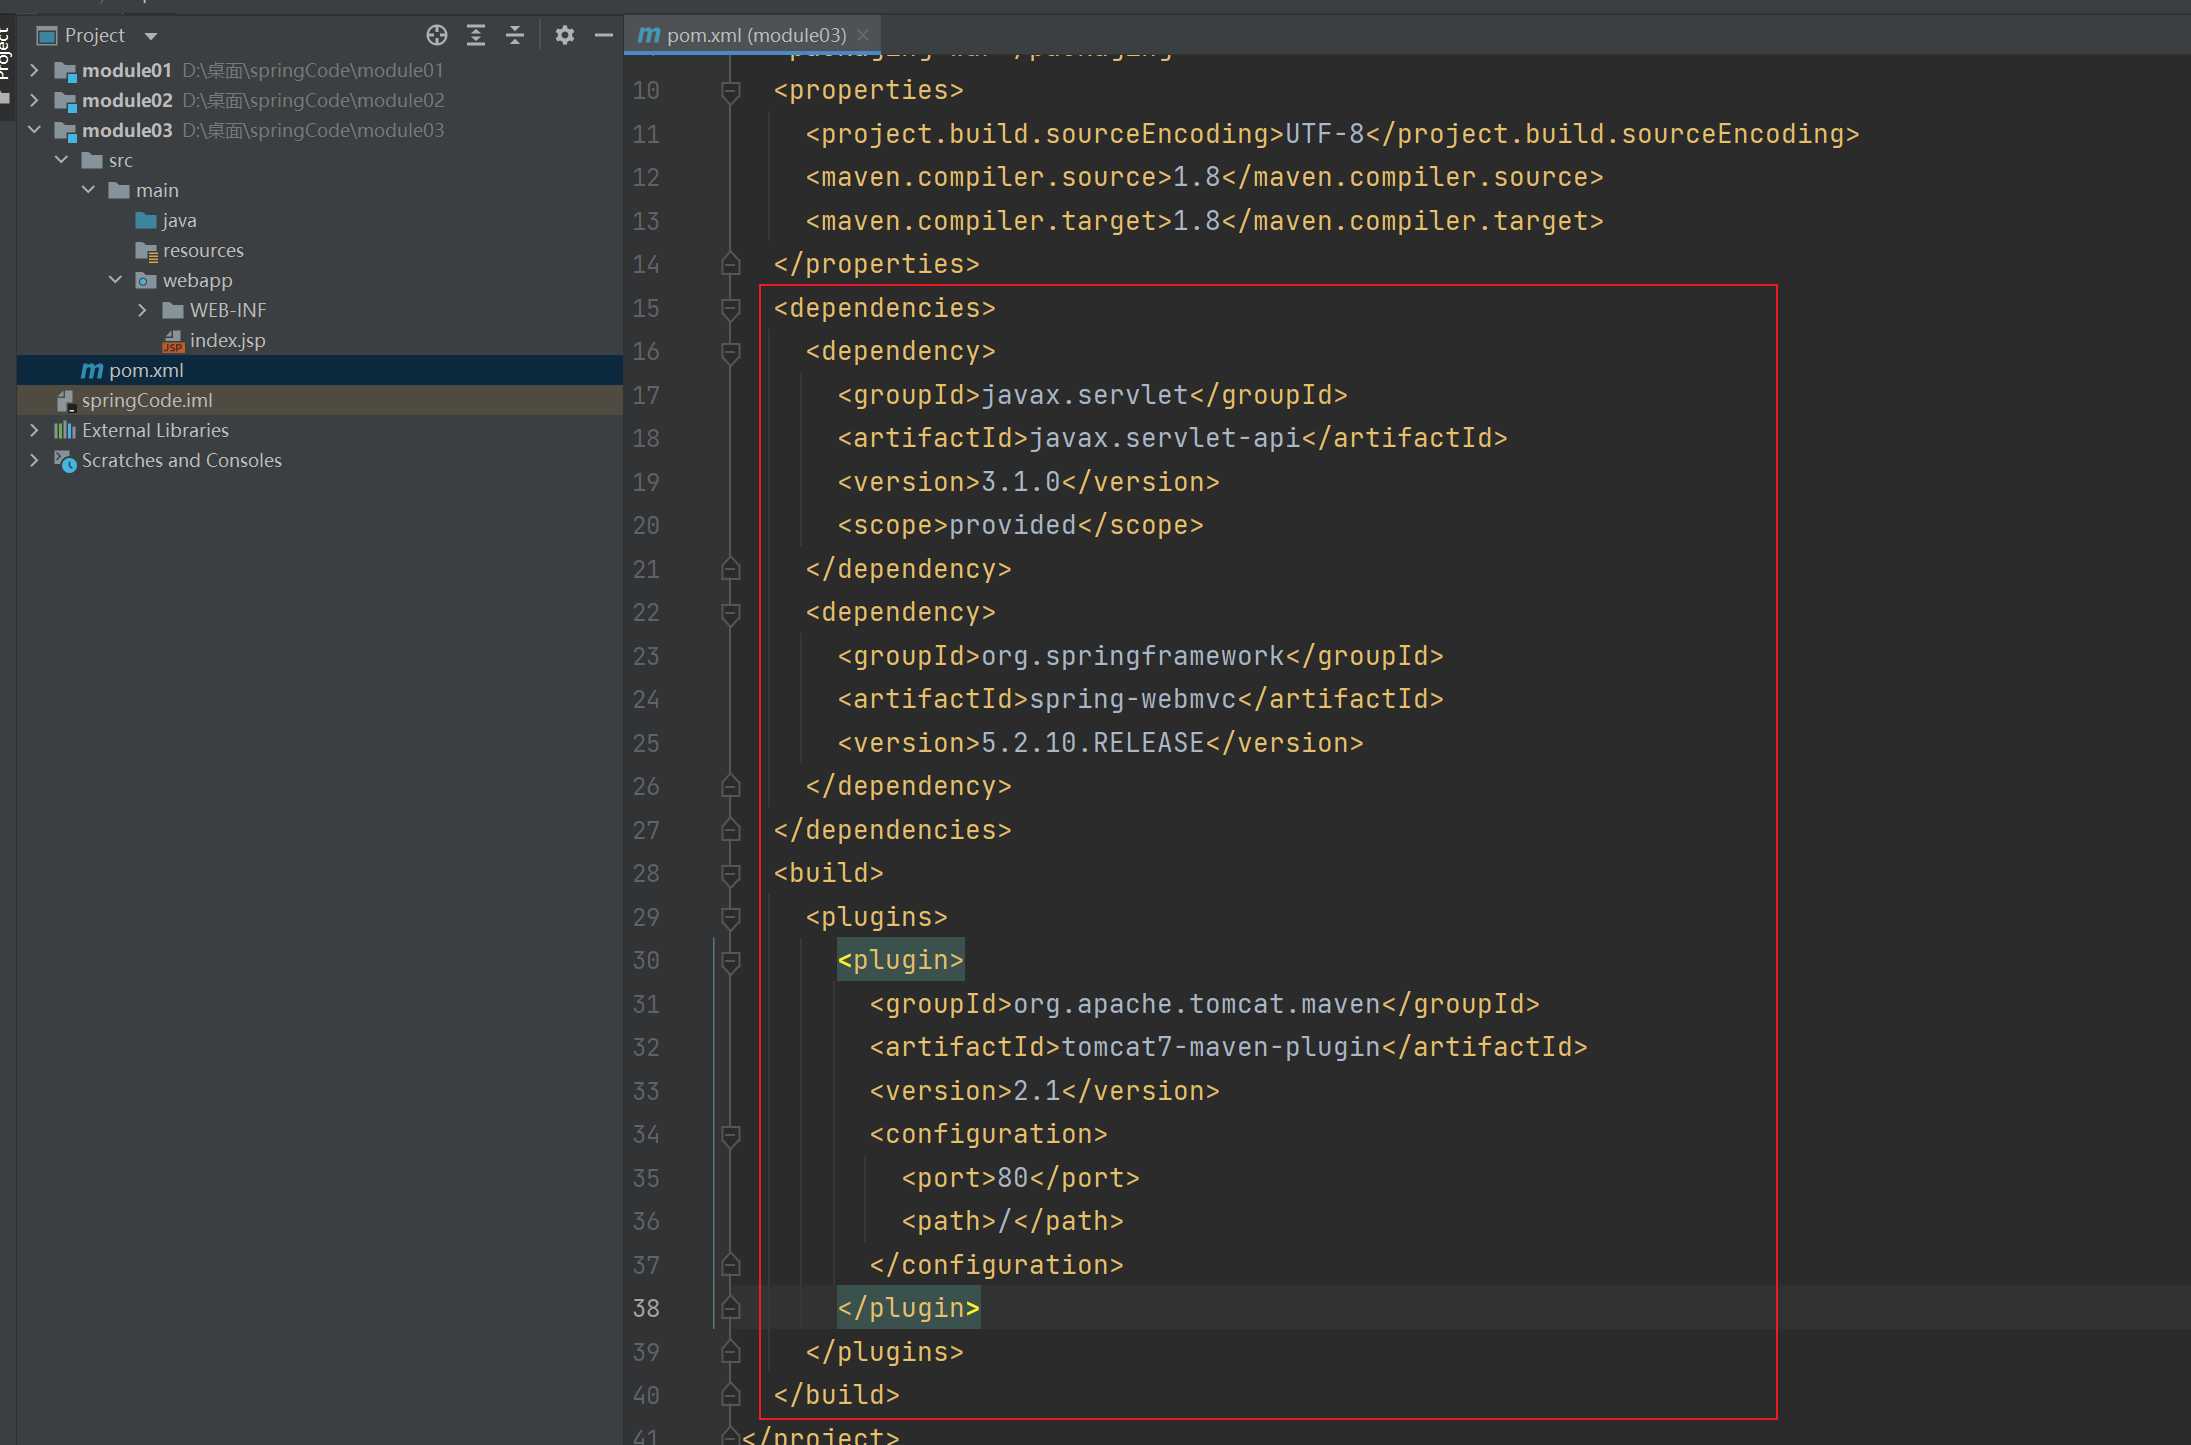 Project
Project
module01 D:\桌面\springCode\module01
module02 D:\桌面\springCode\module02
module03 D:\桌面\springCode\module03
src
main
java
resources
webapp
WEB-INF
index.jsp
pom.xml
springCode.iml
External Libraries
Scratches and Consoles
pom.xml (module03)
10 <properties>
11 <project.build.sourceEncoding>UTF-8</project.build.sourceEncoding>
12 <maven.compiler.source>1.8</maven.compiler.source>
13 <maven.compiler.target>1.8</maven.compiler.target>
14 </properties>
15 <dependencies>
16 <dependency>
17 <groupId>javax.servlet</groupId>
18 <artifactId>javax.servlet-api</artifactId>
19 <version>3.1.0</version>
20 <scope>provided</scope>
21 </dependency>
22 <dependency>
23 <groupId>org.springframework</groupId>
24 <artifactId>spring-webmvc</artifactId>
25 <version>5.2.10.RELEASE</version>
26 </dependency>
27 </dependencies>
28 <build>
29 <plugins>
30 <plugin>
31 <groupId>org.apache.tomcat.maven</groupId>
32 <artifactId>tomcat7-maven-plugin</artifactId>
33 <version>2.1</version>
34 <configuration>
35 <port>80</port>
36 <path>/</path>
37 </configuration>
38 </plugin>
39 </plugins>
40 </build>
41 </project>